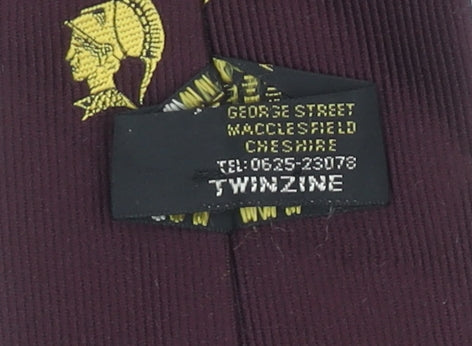 GEORGE STREET
MACCLESFIELD
CHESHIRE
TEL: 0625-23078
TWINZINE